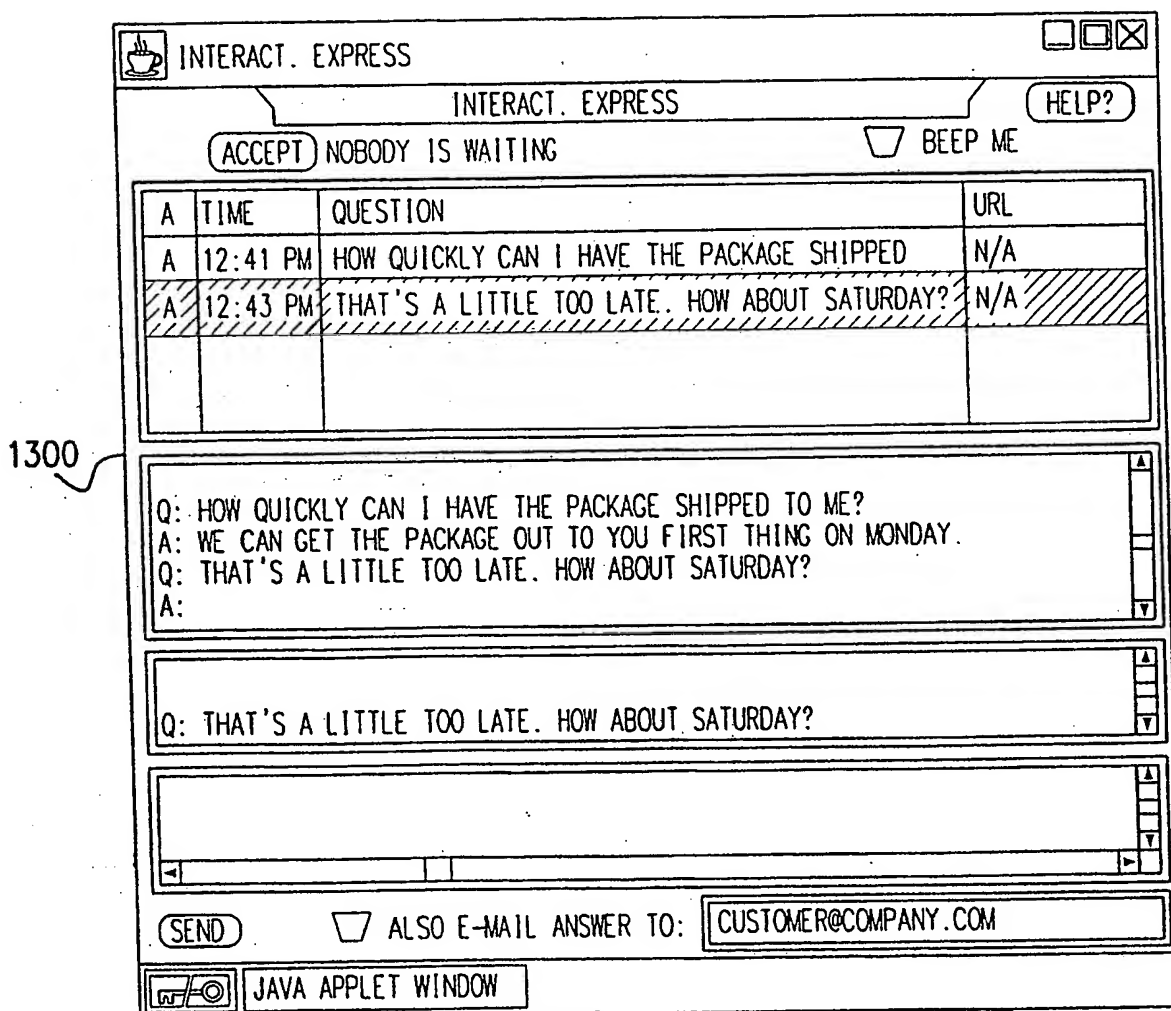 INTERACT. EXPRESS
INTERACT. EXPRESS
HELP?
ACCEPT NOBODY IS WAITING
BEEP ME
A TIME QUESTION URL
A 12:41 PM HOW QUICKLY CAN I HAVE THE PACKAGE SHIPPED N/A
A 12:43 PM THAT'S A LITTLE TOO LATE. HOW ABOUT SATURDAY? N/A
1300
Q: HOW QUICKLY CAN I HAVE THE PACKAGE SHIPPED TO ME?
A: WE CAN GET THE PACKAGE OUT TO YOU FIRST THING ON MONDAY.
Q: THAT'S A LITTLE TOO LATE. HOW ABOUT SATURDAY?
A:
Q: THAT'S A LITTLE TOO LATE. HOW ABOUT SATURDAY?
SEND ALSO E-MAIL ANSWER TO: CUSTOMER@COMPANY.COM
JAVA APPLET WINDOW